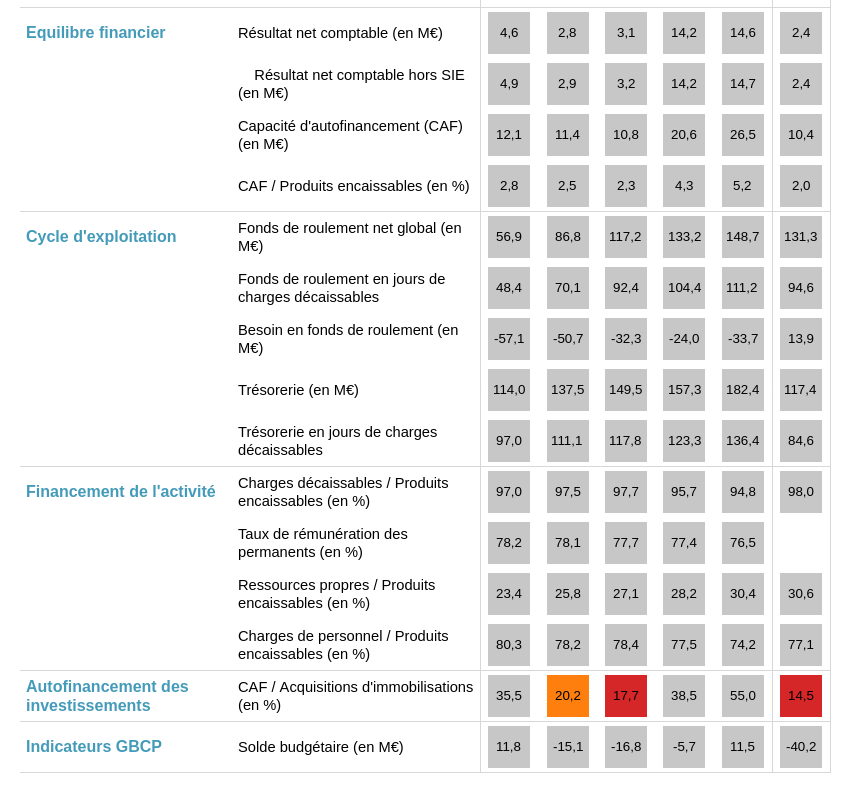 Equilibre financier Résultat net comptable (en M€) 4,6 2,8 3,1 14,2 14,6 2,4
Résultat net comptable hors SIE
(en M€) 4,9 2,9 3,2 14,2 14,7 2,4
Capacité d'autofinancement (CAF)
(en M€) 12,1 11,4 10,8 20,6 26,5 10,4
CAF / Produits encaissables (en %) 2,8 2,5 2,3 4,3 5,2 2,0
Cycle d'exploitation Fonds de roulement net global (en
M€) 56,9 86,8 117,2 133,2 148,7 131,3
Fonds de roulement en jours de
charges décaissables 48,4 70,1 92,4 104,4 111,2 94,6
Besoin en fonds de roulement (en
M€) -57,1 -50,7 -32,3 -24,0 -33,7 13,9
Trésorerie (en M€) 114,0 137,5 149,5 157,3 182,4 117,4
Trésorerie en jours de charges
décaissables 97,0 111,1 117,8 123,3 136,4 84,6
Financement de l'activité Charges décaissables / Produits
encaissables (en %) 97,0 97,5 97,7 95,7 94,8 98,0
Taux de rémunération des
permanents (en %) 78,2 78,1 77,7 77,4 76,5
Ressources propres / Produits
encaissables (en %) 23,4 25,8 27,1 28,2 30,4 30,6
Charges de personnel / Produits
encaissables (en %) 80,3 78,2 78,4 77,5 74,2 77,1
Autofinancement des CAF / Acquisitions d'immobilisations
investissements (en %) 35,5 20,2 17,7 38,5 55,0 14,5
Indicateurs GBCP Solde budgétaire (en M€) 11,8 -15,1 -16,8 -5,7 11,5 -40,2